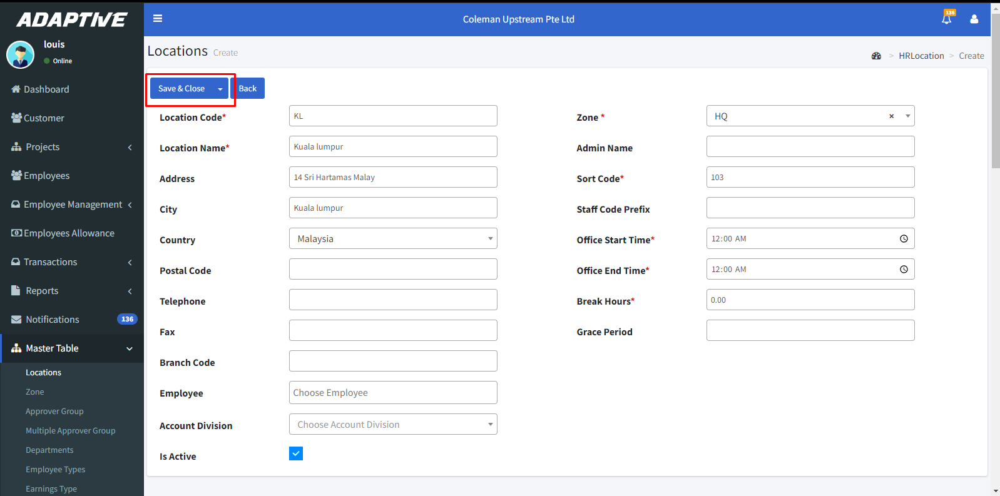 ADAPTIVE
louis
Online
Dashboard
Customer
Projects
Employees
Employee Management
Employees Allowance
Transactions
Reports
Notifications 136
Master Table
Locations
Zone
Approver Group
Multiple Approver Group
Departments
Employee Types
Earnings Type
Coleman Upstream Pte Ltd
136
Locations Create
> HRLocation > Create
Save & Close
Back
Location Code* KL
Location Name* Kuala lumpur
Address 14 Sri Hartamas Malay
City Kuala lumpur
Country Malaysia
Postal Code
Telephone
Fax
Branch Code
Employee Choose Employee
Account Division Choose Account Division
Is Active
Zone * HQ ×
Admin Name
Sort Code* 103
Staff Code Prefix
Office Start Time* 12:00 AM
Office End Time* 12:00 AM
Break Hours* 0.00
Grace Period